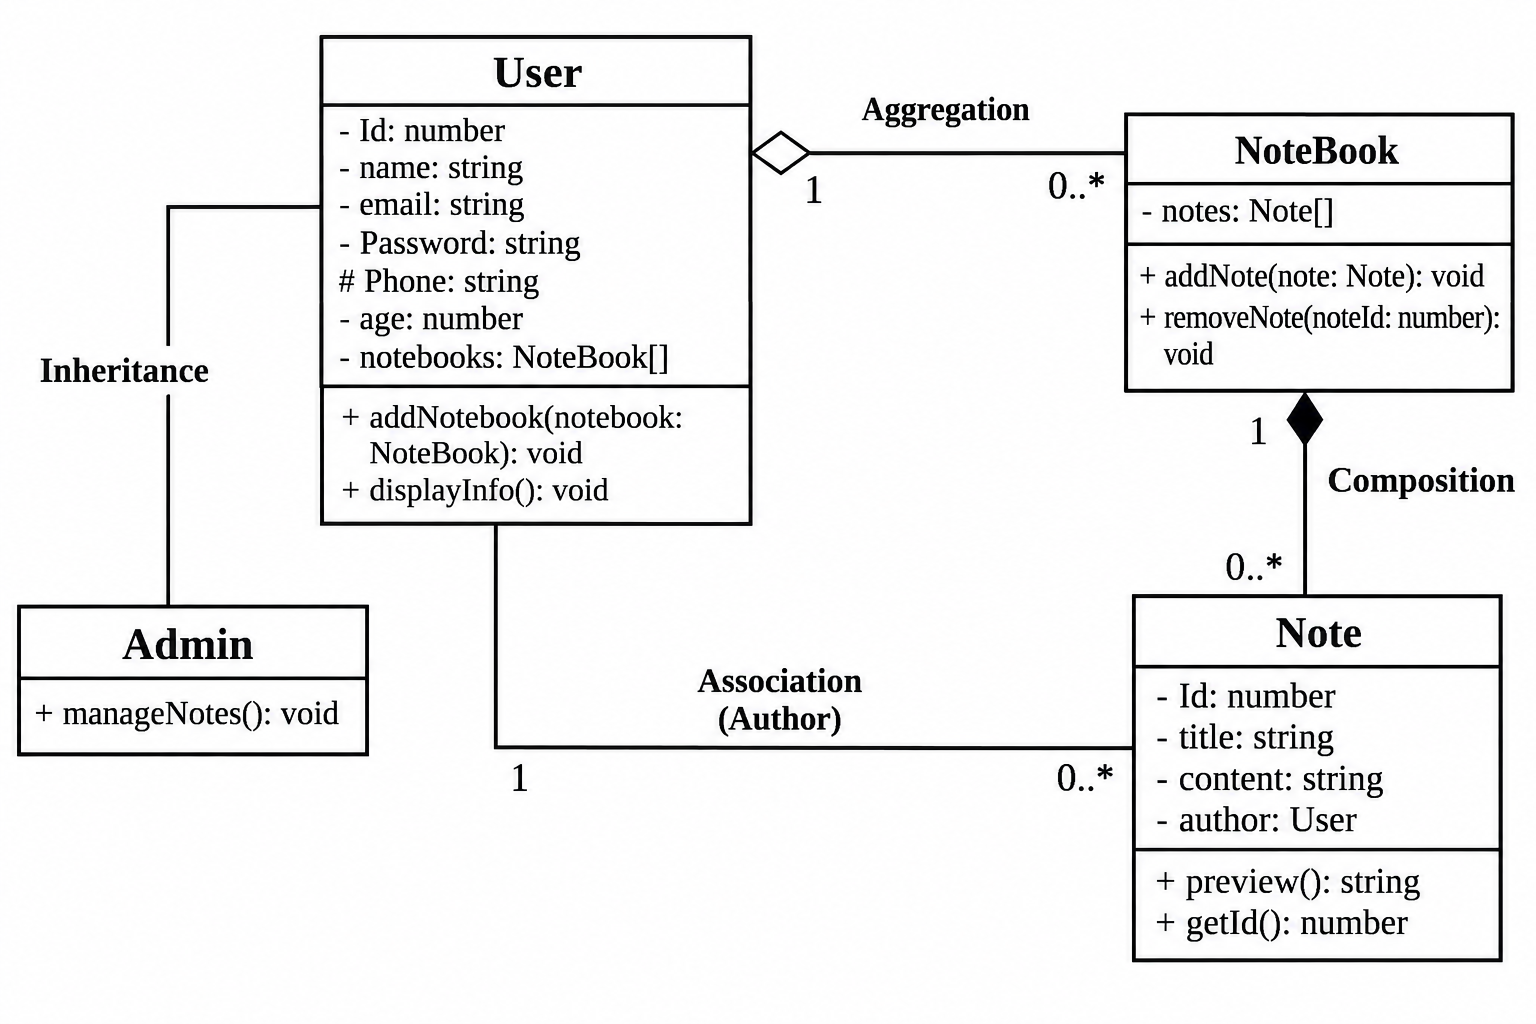 User
- Id: number
- name: string
- email: string
- Password: string
# Phone: string
- age: number
- notebooks: NoteBook[]
+ addNotebook(notebook:
NoteBook): void
+ displayInfo(): void
Aggregation
1
0..*
NoteBook
- notes: Note[]
+ addNote(note: Note): void
+ removeNote(noteId: number):
void
Inheritance
1
Composition
0..*
Admin
+ manageNotes(): void
Association
(Author)
1
0..*
Note
- Id: number
- title: string
- content: string
- author: User
+ preview(): string
+ getId(): number